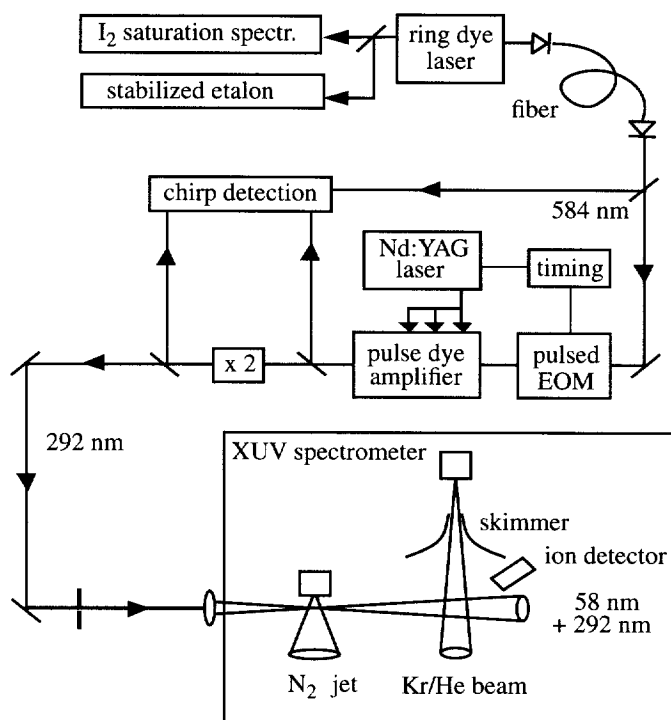 I₂ saturation spectr.
ring dye
laser
stabilized etalon
fiber
chirp detection
584 nm
Nd:YAG
laser
timing
x 2
pulse dye
amplifier
pulsed
EOM
292 nm
XUV spectrometer
skimmer
ion detector
58 nm
+ 292 nm
N₂ jet
Kr/He beam